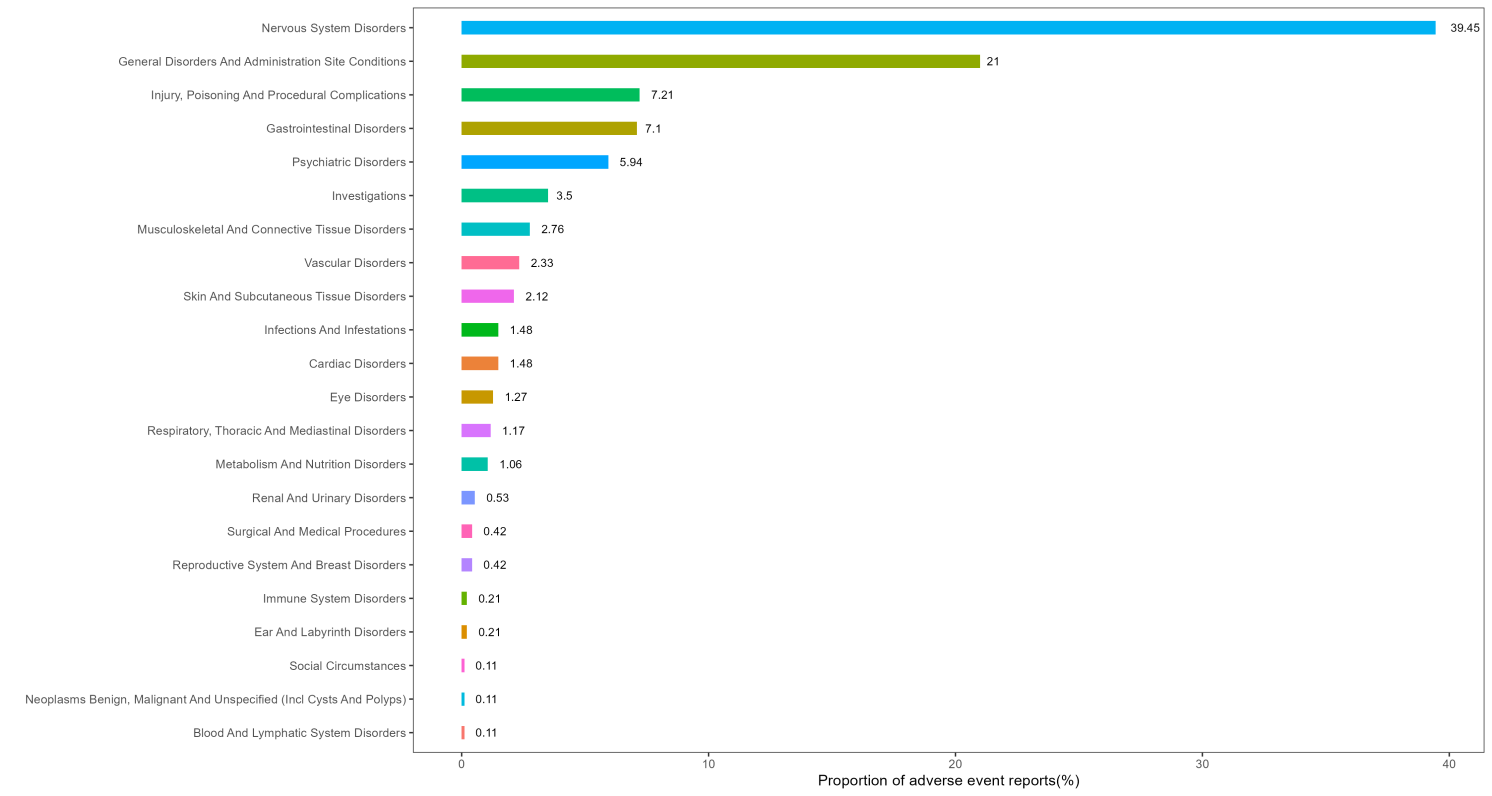 Nervous System Disorders 39.45
General Disorders And Administration Site Conditions 21
Injury, Poisoning And Procedural Complications 7.21
Gastrointestinal Disorders 7.1
Psychiatric Disorders 5.94
Investigations 3.5
Musculoskeletal And Connective Tissue Disorders 2.76
Vascular Disorders 2.33
Skin And Subcutaneous Tissue Disorders 2.12
Infections And Infestations 1.48
Cardiac Disorders 1.48
Eye Disorders 1.27
Respiratory, Thoracic And Mediastinal Disorders 1.17
Metabolism And Nutrition Disorders 1.06
Renal And Urinary Disorders 0.53
Surgical And Medical Procedures 0.42
Reproductive System And Breast Disorders 0.42
Immune System Disorders 0.21
Ear And Labyrinth Disorders 0.21
Social Circumstances 0.11
Neoplasms Benign, Malignant And Unspecified (Incl Cysts And Polyps) 0.11
Blood And Lymphatic System Disorders 0.11
0 10 20 30 40
Proportion of adverse event reports(%)